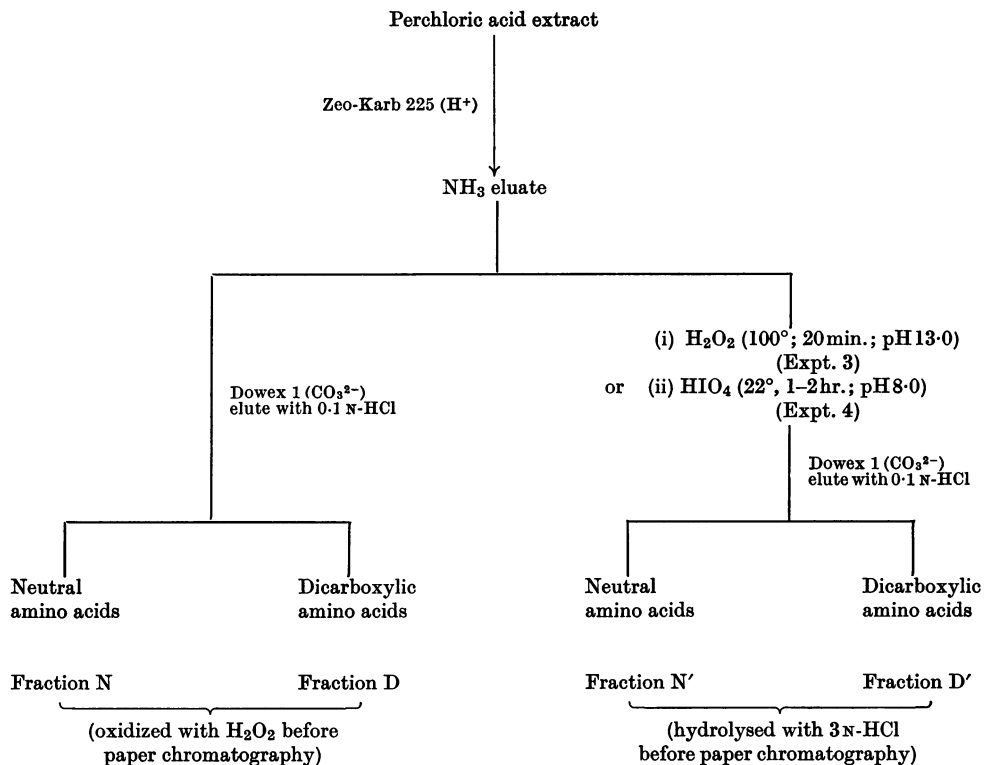 Perchloric acid extract
Zeo-Karb 225 (H⁺)
NH₃ eluate
Dowex 1 (CO₃²⁻)
elute with 0·1 N-HCl
(i) H₂O₂ (100°; 20 min.; pH 13·0)
(Expt. 3)
or (ii) HIO₄ (22°, 1–2 hr.; pH 8·0)
(Expt. 4)
Dowex 1 (CO₃²⁻)
elute with 0·1 N-HCl
Neutral
amino acids
Dicarboxylic
amino acids
Neutral
amino acids
Dicarboxylic
amino acids
Fraction N
Fraction D
Fraction N′
Fraction D′
(oxidized with H₂O₂ before
paper chromatography)
(hydrolysed with 3 N-HCl
before paper chromatography)